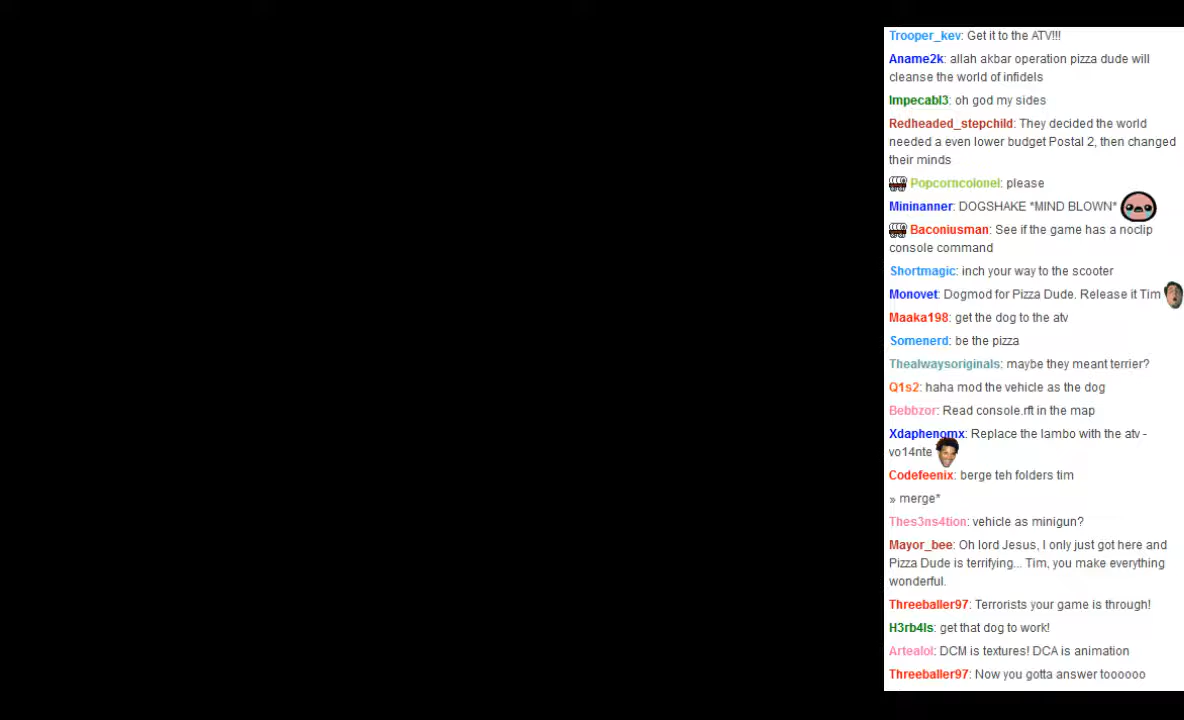 Trooper_kev: Get it to the ATV!!!
Aname2k: allah akbar operation pizza dude will
cleanse the world of infidels
Impecabl3: oh god my sides
Redheaded_stepchild: They decided the world
needed a even lower budget Postal 2, then changed
their minds
Popcorncolonel: please
Mininanner: DOGSHAKE *MIND BLOWN*
Baconiusman: See if the game has a noclip
console command
Shortmagic: inch your way to the scooter
Monovet: Dogmod for Pizza Dude. Release it Tim
Maaka198: get the dog to the atv
Somenerd: be the pizza
Thealwaysoriginals: maybe they meant terrier?
Q1s2: haha mod the vehicle as the dog
Bebbzor: Read console.rft in the map
Xdaphenomx: Replace the lambo with the atv -
vo14nte
Codefeenix: berge teh folders tim
» merge*
Thes3ns4tion: vehicle as minigun?
Mayor_bee: Oh lord Jesus, I only just got here and
Pizza Dude is terrifying... Tim, you make everything
wonderful.
Threeballer97: Terrorists your game is through!
H3rb4ls: get that dog to work!
Artealol: DCM is textures! DCA is animation
Threeballer97: Now you gotta answer toooooo